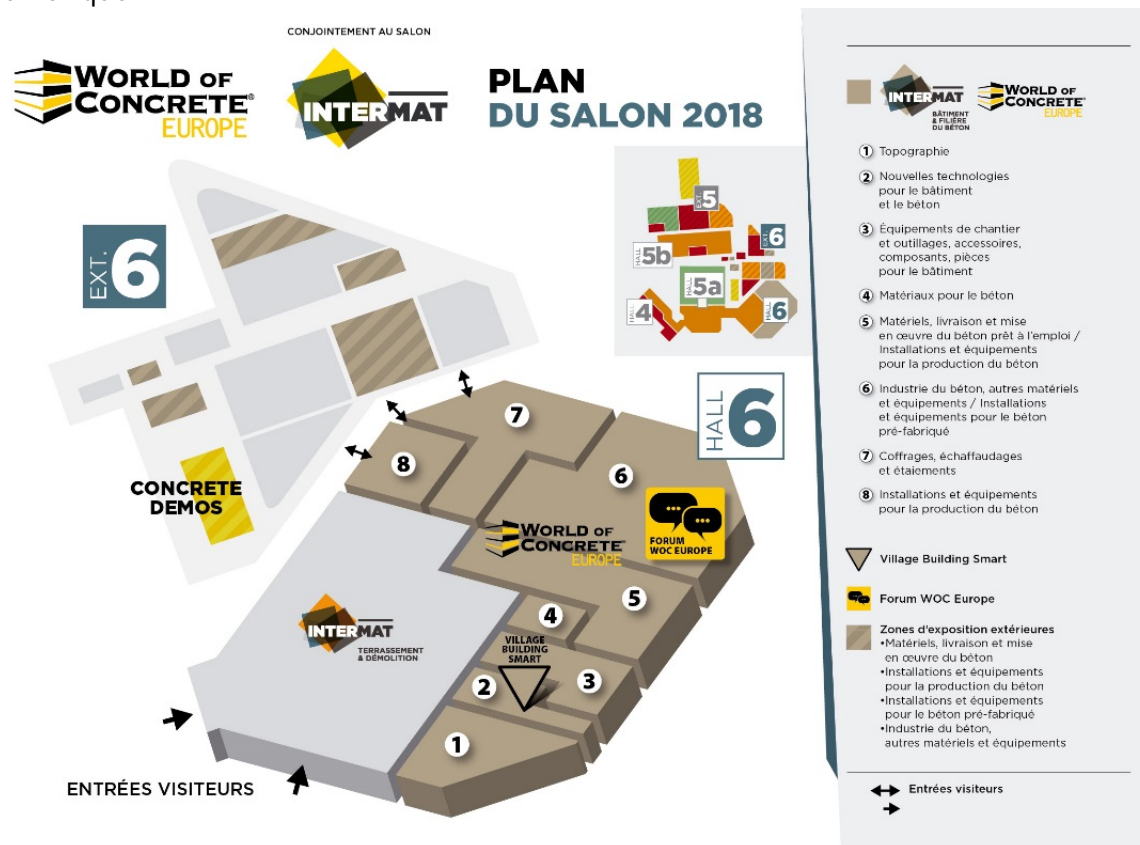 CONJOINTEMENT AU SALON
WORLD OF
CONCRETE®
EUROPE
INTERMAT
PLAN
DU SALON 2018
EXT.
6
EXT.
5
EXT.
6
HALL
5b
HALL
5a
HALL
4
HALL
6
HALL
6
7
8
6
CONCRETE
DEMOS
WORLD OF
CONCRETE
EUROPE
FORUM
WOC EUROPE
5
4
INTERMAT
TERRASSEMENT
& DÉMOLITION
VILLAGE
BUILDING
SMART
2
3
1
ENTRÉES VISITEURS
INTERMAT
BÂTIMENT
& FILIÈRE
DU BÉTON
WORLD OF
CONCRETE
EUROPE
1 Topographie
2 Nouvelles technologies
pour le bâtiment
et le béton
3 Équipements de chantier
et outillages, accessoires,
composants, pièces
pour le bâtiment
4 Matériaux pour le béton
5 Matériels, livraison et mise
en œuvre du béton prêt à l'emploi /
Installations et équipements
pour la production du béton
6 Industrie du béton, autres matériels
et équipements / Installations
et équipements pour le béton
pré-fabriqué
7 Coffrages, échaffaudages
et étaiements
8 Installations et équipements
pour la production du béton
Village Building Smart
Forum WOC Europe
Zones d'exposition extérieures
•Matériels, livraison et mise
en œuvre du béton
•Installations et équipements
pour la production du béton
•Installations et équipements
pour le béton pré-fabriqué
•Industrie du béton,
autres matériels et équipements
Entrées visiteurs